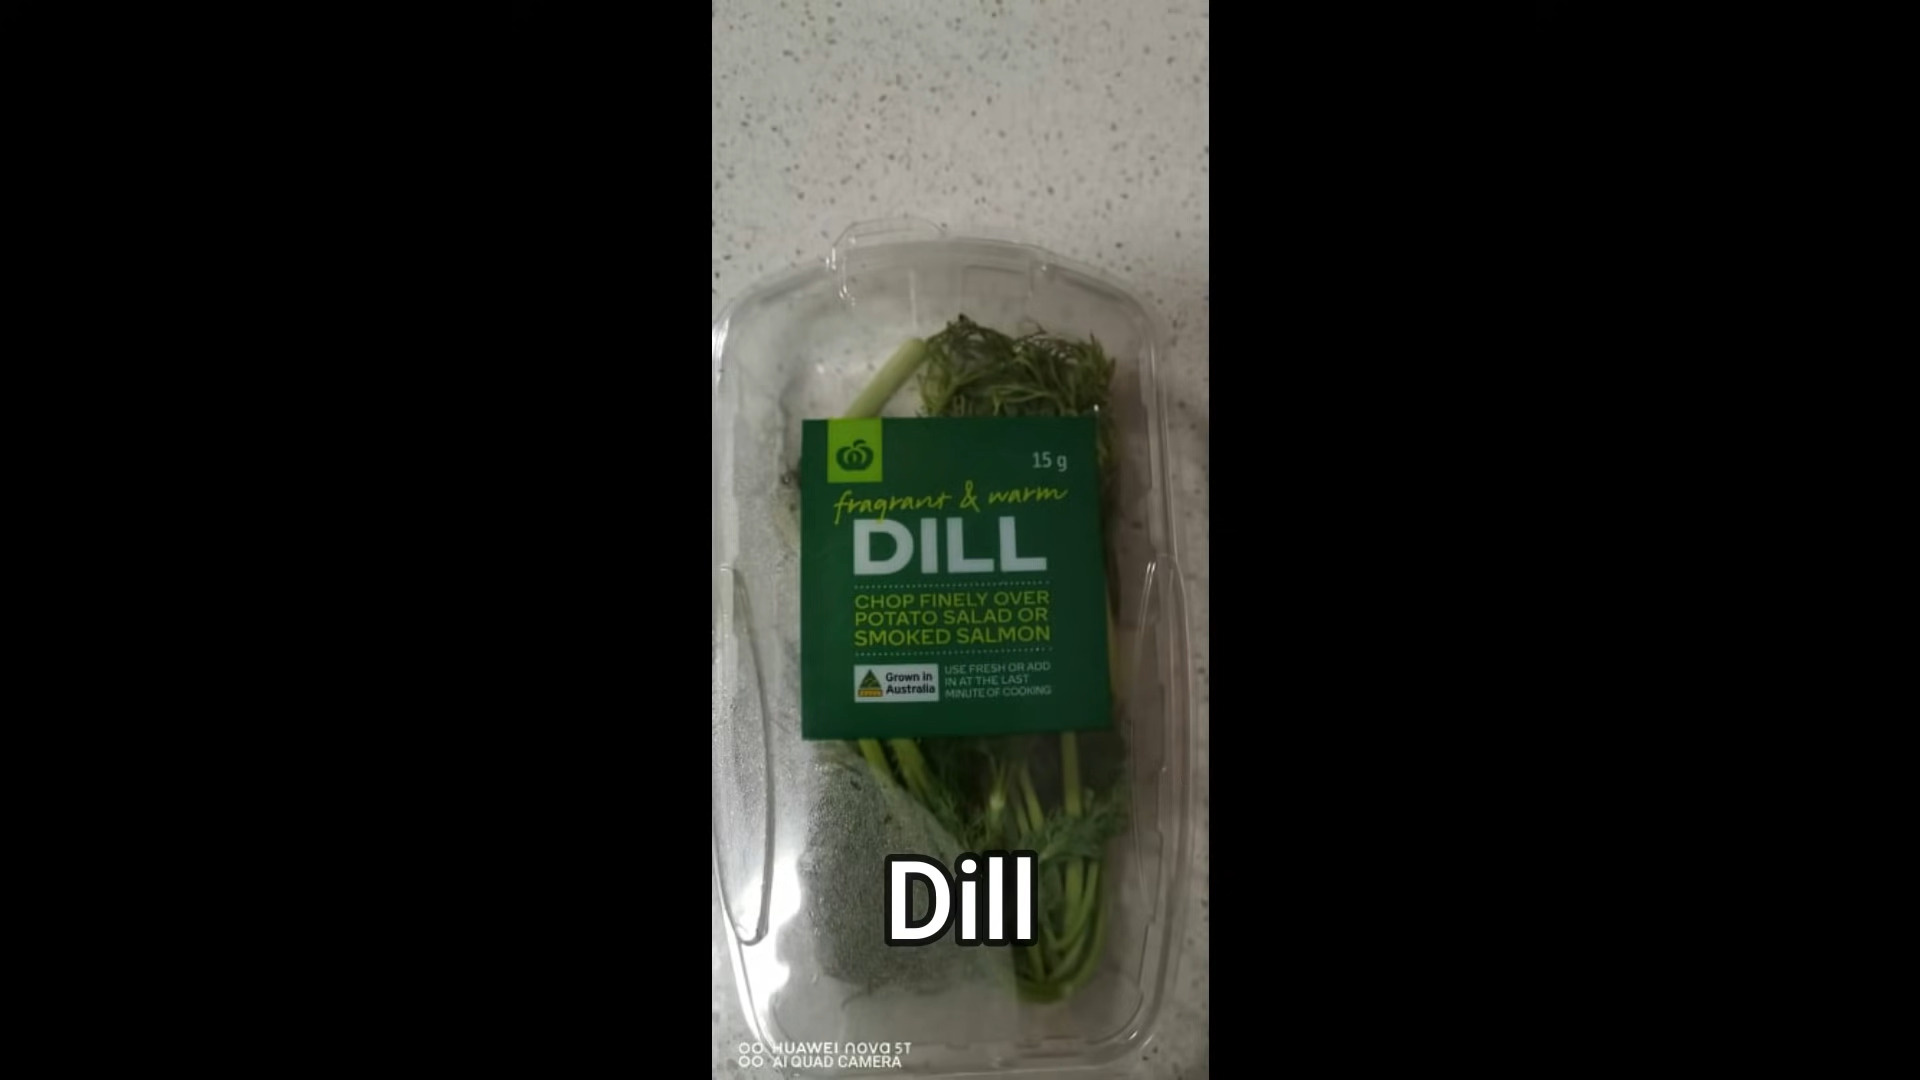 15 g
fragrant & warm
DILL
CHOP FINELY OVER
POTATO SALAD OR
SMOKED SALMON
Grown in
Australia
USE FRESH OR ADD
IN AT THE LAST
MINUTE OF COOKING
Dill
HUAWEI nova 5T
AI QUAD CAMERA